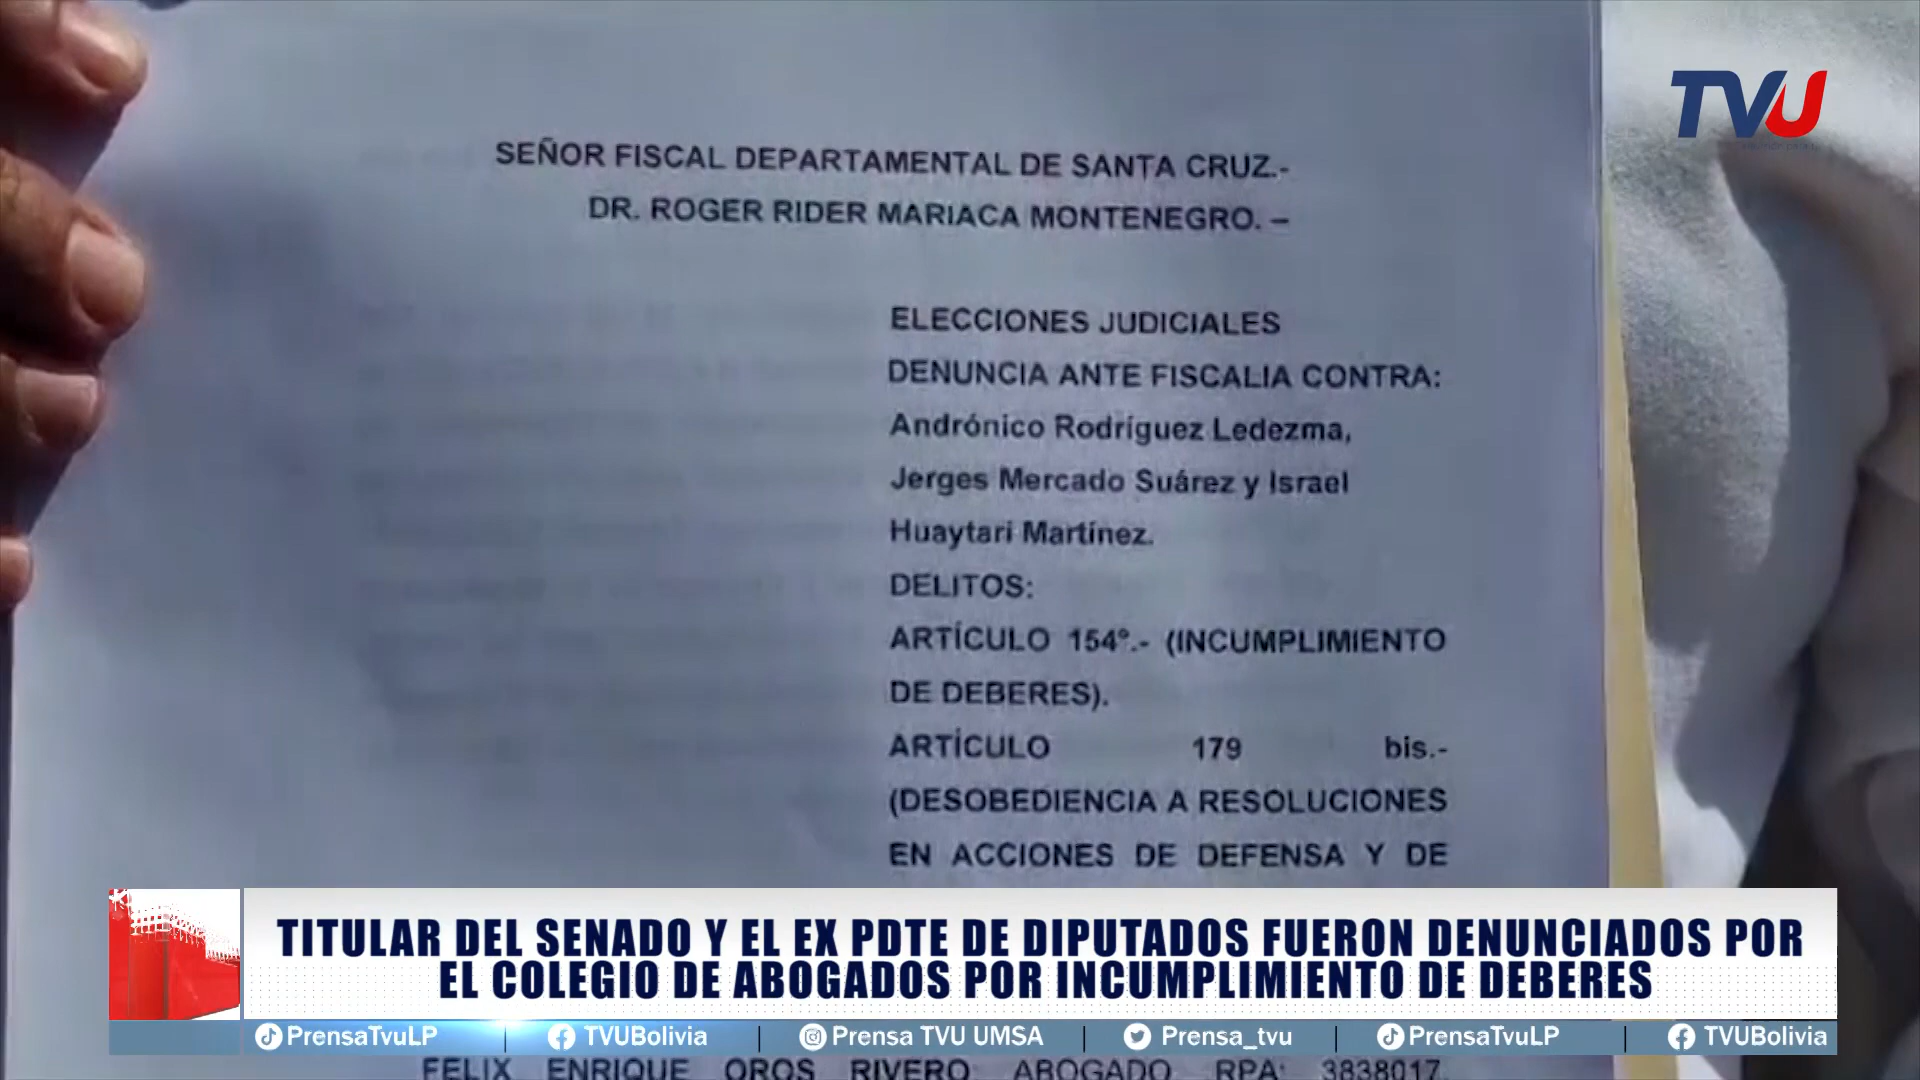 TVU
SEÑOR FISCAL DEPARTAMENTAL DE SANTA CRUZ.-
DR. ROGER RIDER MARIACA MONTENEGRO. –
ELECCIONES JUDICIALES
DENUNCIA ANTE FISCALIA CONTRA:
Andrónico Rodríguez Ledezma,
Jerges Mercado Suárez y Israel
Huaytari Martínez.
DELITOS:
ARTÍCULO 154°.- (INCUMPLIMIENTO
DE DEBERES).
ARTÍCULO 179 bis.-
(DESOBEDIENCIA A RESOLUCIONES
EN ACCIONES DE DEFENSA Y DE
TITULAR DEL SENADO Y EL EX PDTE DE DIPUTADOS FUERON DENUNCIADOS POR
EL COLEGIO DE ABOGADOS POR INCUMPLIMIENTO DE DEBERES
PrensaTvuLP | TVUBolivia | Prensa TVU UMSA | Prensa_tvu | PrensaTvuLP | TVUBolivia
FELIX ENRIQUE OROS RIVERO ABOGADO RPA: 3838017.